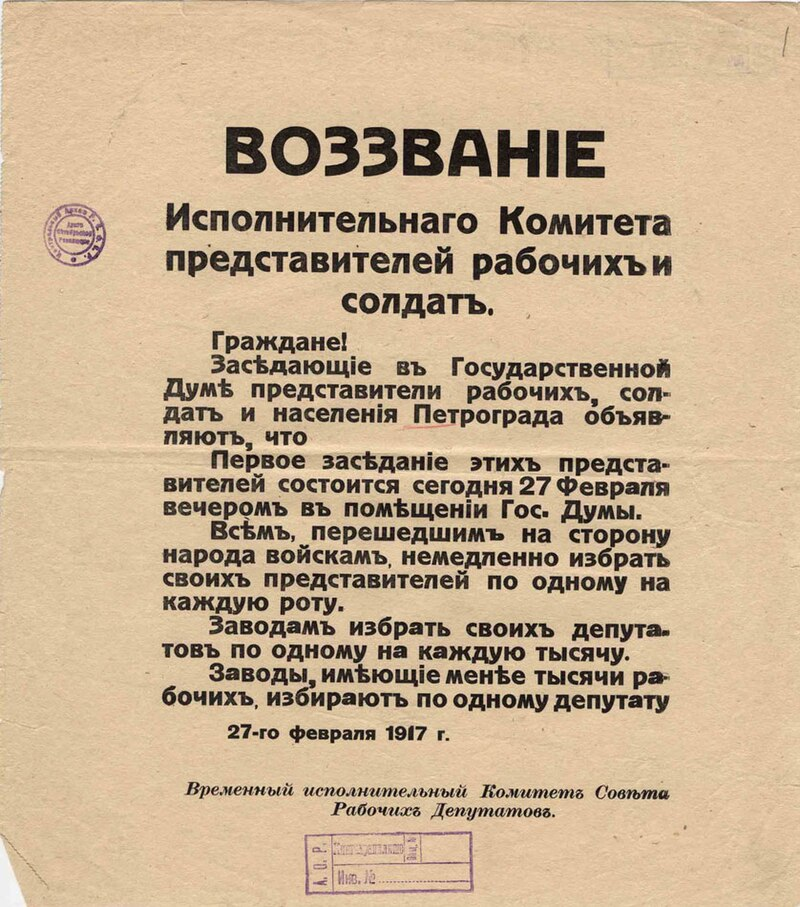 ВОЗЗВАНІЕ
Исполнительнаго Комитета
представителей рабочихъ и
солдатъ.
Граждане!
Засѣдающіе въ Государственной
Думѣ представители рабочихъ, сол-
датъ и населенія Петрограда объяв-
ляютъ, что
Первое засѣданіе этихъ предста-
вителей состоится сегодня 27 Февраля
вечеромъ въ помѣщеніи Гос. Думы.
Всѣмъ, перешедшимъ на сторону
народа войскамъ, немедленно избрать
своихъ представителей по одному на
каждую роту.
Заводамъ избрать своихъ депута-
товъ по одному на каждую тысячу.
Заводы, имѣющіе менѣе тысячи ра-
бочихъ, избираютъ по одному депутату
27-го февраля 1917 г.
Временный исполнительный Комитетъ Совѣта
Рабочихъ Депутатовъ.
А. О. Р.
Инв. №